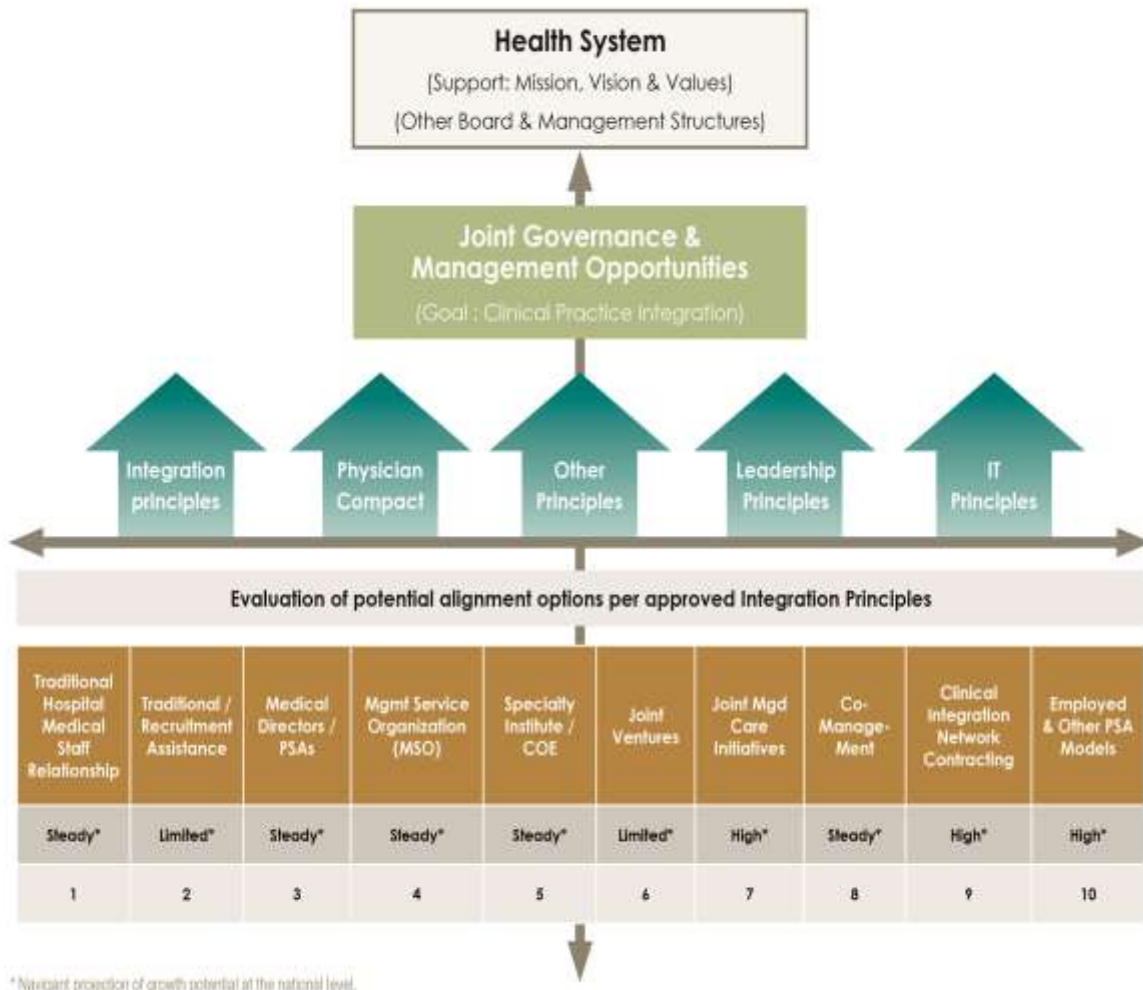 Health System
(Support: Mission, Vision & Values)
(Other Board & Management Structures)
Joint Governance &
Management Opportunities
(Goal : Clinical Practice Integration)
Integration
principles
Physician
Compact
Other
Principles
Leadership
Principles
IT
Principles
Evaluation of potential alignment options per approved Integration Principles
Traditional
Hospital
Medical
Staff
Relationship
Traditional /
Recruitment
Assistance
Medical
Directors /
PSAs
Mgmt Service
Organization
(MSO)
Specialty
Institute /
COE
Joint
Ventures
Joint Mgd
Care
Initiatives
Co-
Manage-
Ment
Clinical
Integration
Network
Contracting
Employed
& Other PSA
Models
Steady*
Limited*
Steady*
Steady*
Steady*
Limited*
High*
Steady*
High*
High*
1
2
3
4
5
6
7
8
9
10
* Navigant projection of growth potential at the national level.